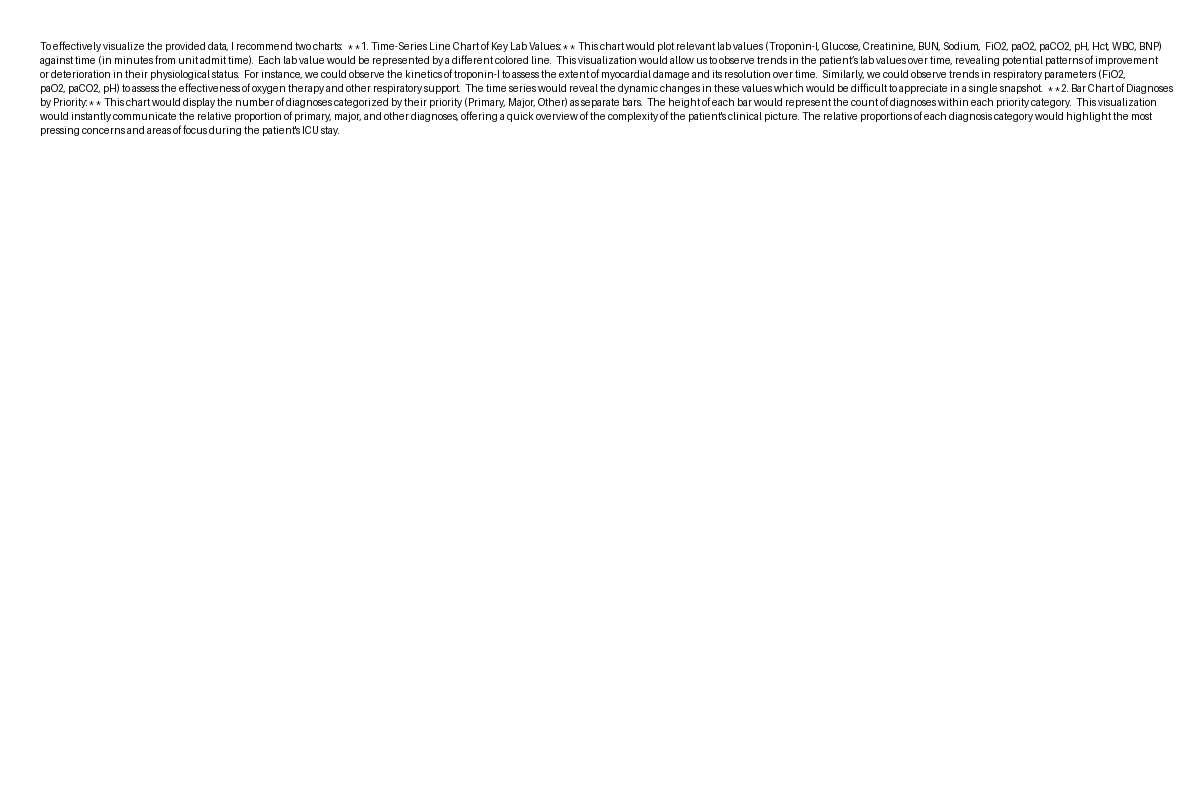 To effectively visualize the provided data, I recommend two charts:  **1. Time-Series Line Chart of Key Lab Values:** This chart would plot relevant lab values (Troponin-I, Glucose, Creatinine, BUN, Sodium,  FiO2, paO2, paCO2, pH, Hct, WBC, BNP)
against time (in minutes from unit admit time).  Each lab value would be represented by a different colored line.  This visualization would allow us to observe trends in the patient's lab values over time, revealing potential patterns of improvement
or deterioration in their physiological status.  For instance, we could observe the kinetics of troponin-I to assess the extent of myocardial damage and its resolution over time.  Similarly, we could observe trends in respiratory parameters (FiO2,
paO2, paCO2, pH) to assess the effectiveness of oxygen therapy and other respiratory support.  The time series would reveal the dynamic changes in these values which would be difficult to appreciate in a single snapshot.  **2. Bar Chart of Diagnoses
by Priority:** This chart would display the number of diagnoses categorized by their priority (Primary, Major, Other) as separate bars.  The height of each bar would represent the count of diagnoses within each priority category.  This visualization
would instantly communicate the relative proportion of primary, major, and other diagnoses, offering a quick overview of the complexity of the patient's clinical picture. The relative proportions of each diagnosis category would highlight the most
pressing concerns and areas of focus during the patient's ICU stay.